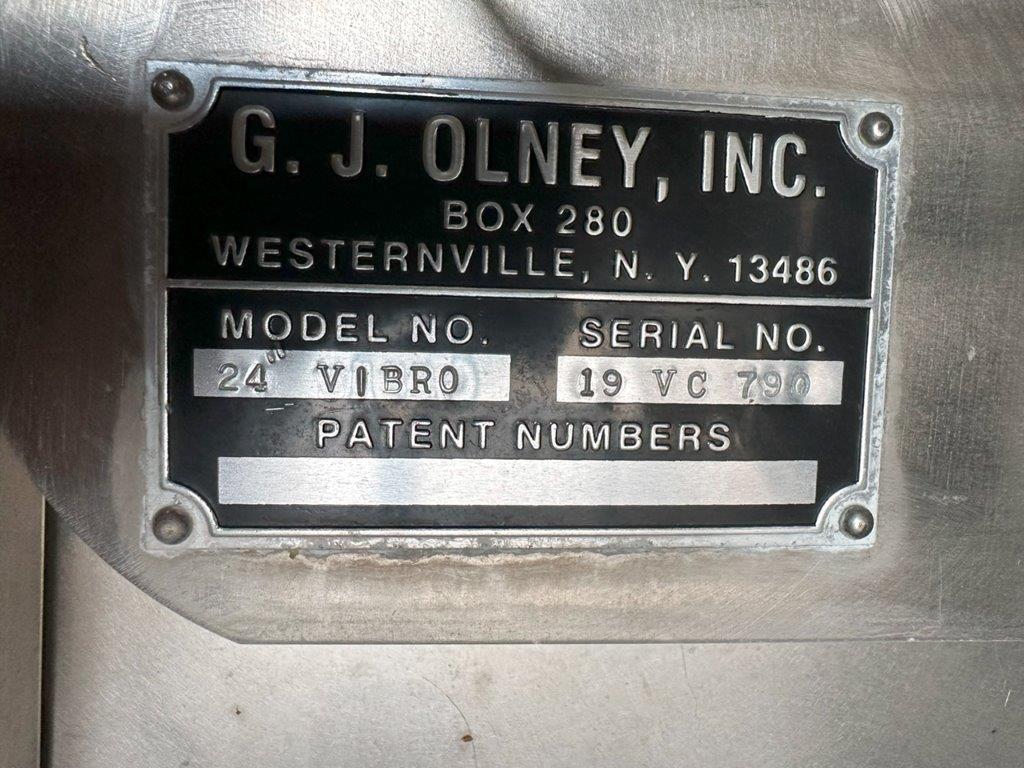 G. J. OLNEY, INC.
BOX 280
WESTERNVILLE, N. Y. 13486
MODEL NO. SERIAL NO.
24" VIBRO 19 VC 790
PATENT NUMBERS